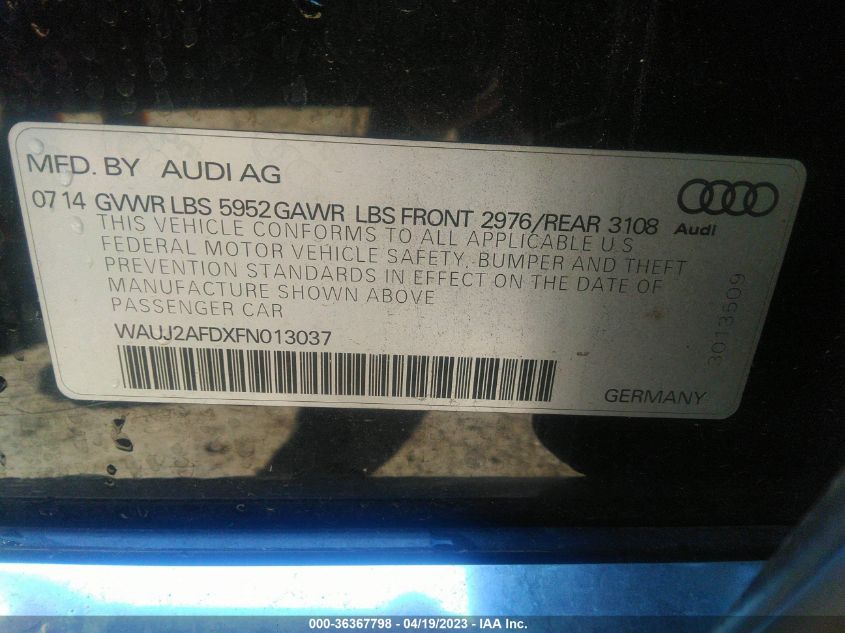 MFD. BY AUDI AG
07 14 GVWR LBS 5952 GAWR LBS FRONT 2976/REAR 3108
THIS VEHICLE CONFORMS TO ALL APPLICABLE U.S
FEDERAL MOTOR VEHICLE SAFETY, BUMPER AND THEFT
PREVENTION STANDARDS IN EFFECT ON THE DATE OF
MANUFACTURE SHOWN ABOVE
PASSENGER CAR
WAUJ2AFDXFN013037
Audi
3013509
GERMANY
000-36367798 - 04/19/2023 - IAA Inc.